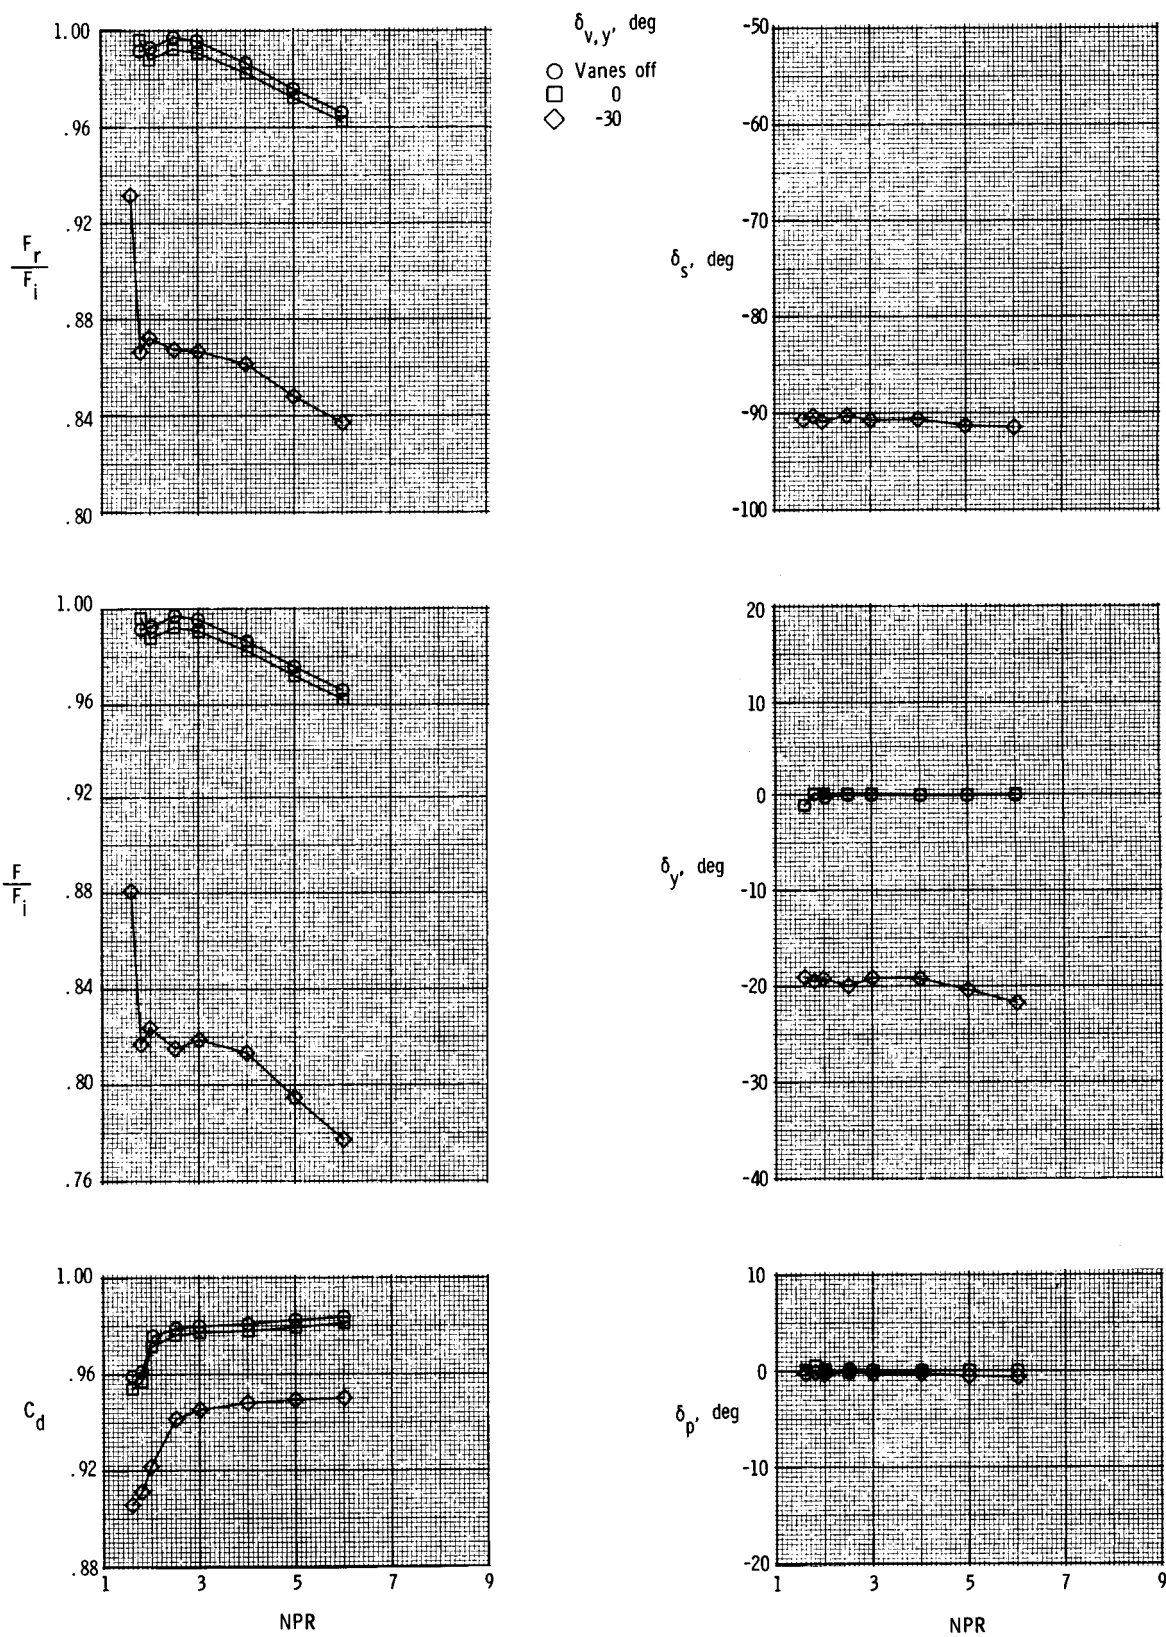 δv,y, deg
Vanes off
0
-30
1.00
.96
.92
.88
.84
.80
Fr
Fi
-50
-60
-70
-80
-90
-100
δs, deg
1.00
.96
.92
.88
.84
.80
.76
F
Fi
20
10
0
-10
-20
-30
-40
δy, deg
1.00
.96
.92
.88
Cd
1 3 5 7 9
NPR
10
0
-10
-20
δp, deg
1 3 5 7 9
NPR